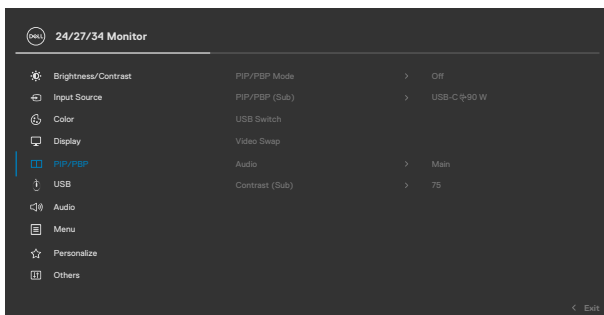 DELL 24/27/34 Monitor
Brightness/Contrast PIP/PBP Mode > Off
Input Source PIP/PBP (Sub) > USB-C 90 W
Color USB Switch
Display Video Swap
PIP/PBP Audio > Main
USB Contrast (Sub) > 75
Audio
Menu
Personalize
Others
< Exit